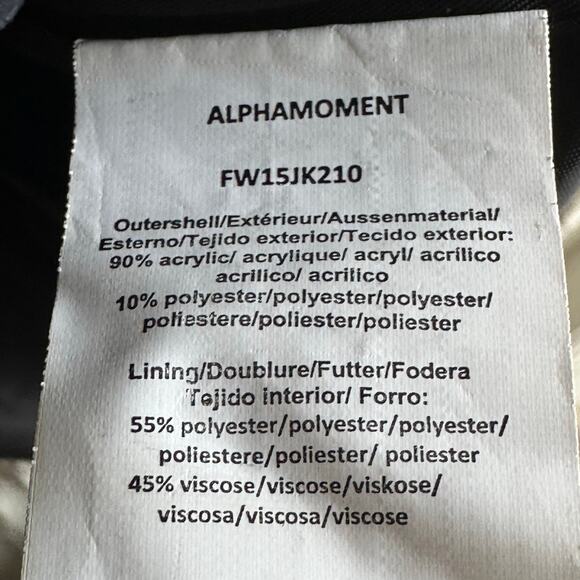 ALPHAMOMENT
FW15JK210
Outershell/Extérieur/Aussenmaterial/
Esterno/Tejido exterior/Tecido exterior:
90% acrylic/ acrylique/ acryl/ acrílico
acrilico/ acrílico
10% polyester/polyester/polyester/
poliestere/poliester/poliester
Lining/Doublure/Futter/Fodera
Tejido interior/ Forro:
55% polyester/polyester/polyester/
poliestere/poliester/ poliester
45% viscose/viscose/viskose/
viscosa/viscosa/viscose